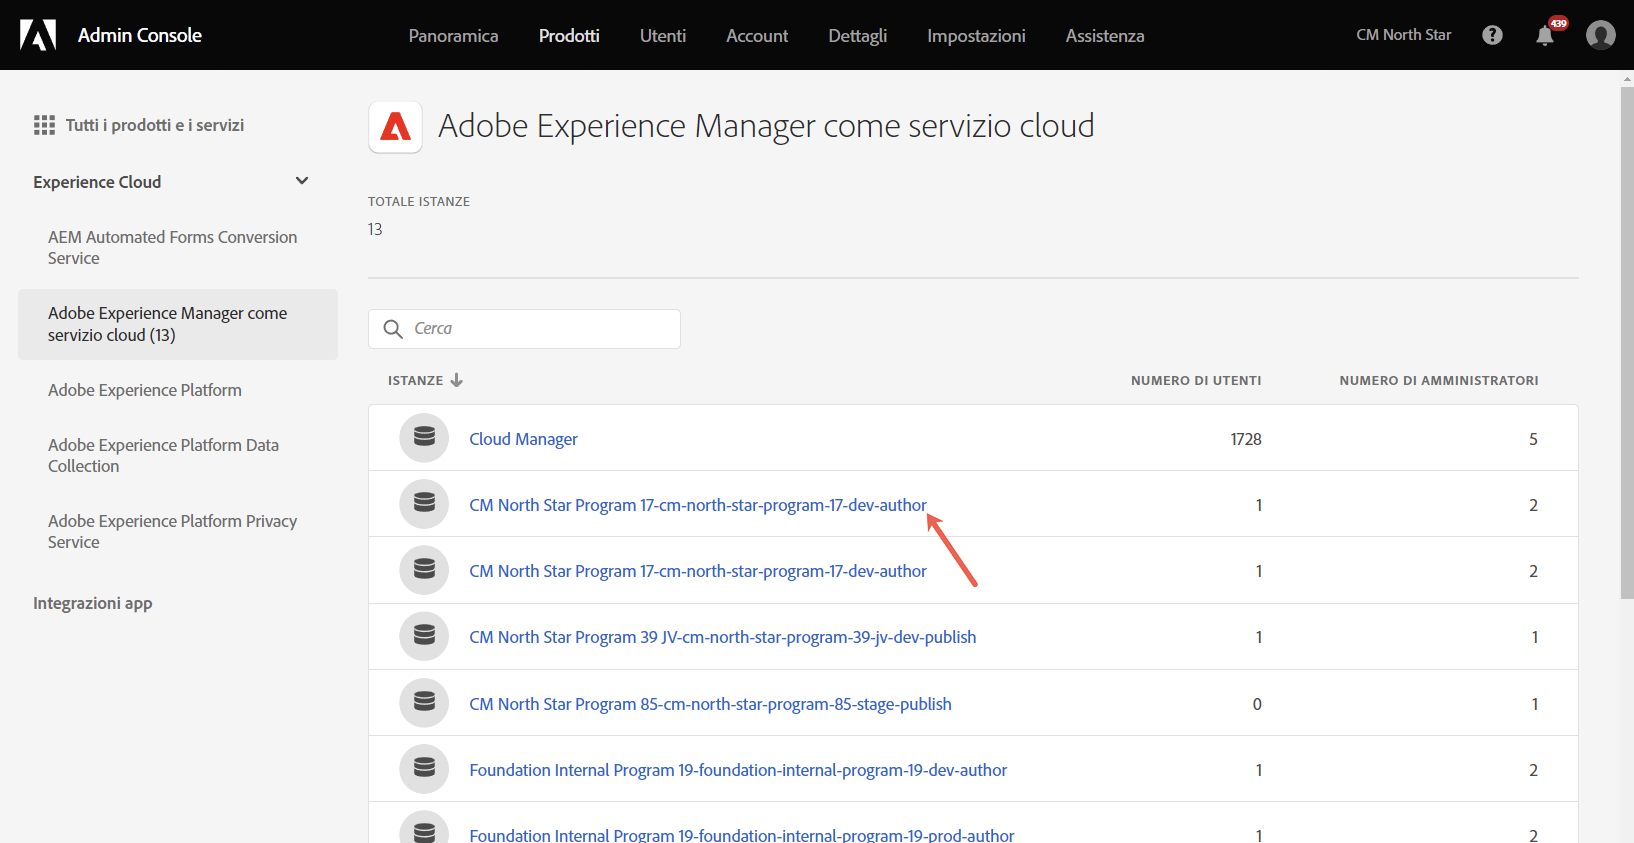 Admin Console
Panoramica
Prodotti
Utenti
Account
Dettagli
Impostazioni
Assistenza
CM North Star
?
439
Tutti i prodotti e i servizi
Experience Cloud
AEM Automated Forms Conversion
Service
Adobe Experience Manager come
servizio cloud (13)
Adobe Experience Platform
Adobe Experience Platform Data
Collection
Adobe Experience Platform Privacy
Service
Integrazioni app
Adobe Experience Manager come servizio cloud
TOTALE ISTANZE
13
Cerca
ISTANZE NUMERO DI UTENTI NUMERO DI AMMINISTRATORI
Cloud Manager 1728 5
CM North Star Program 17-cm-north-star-program-17-dev-author 1 2
CM North Star Program 17-cm-north-star-program-17-dev-author 1 2
CM North Star Program 39 JV-cm-north-star-program-39-jv-dev-publish 1 1
CM North Star Program 85-cm-north-star-program-85-stage-publish 0 1
Foundation Internal Program 19-foundation-internal-program-19-dev-author 1 2
Foundation Internal Program 19-foundation-internal-program-19-prod-author 1 2